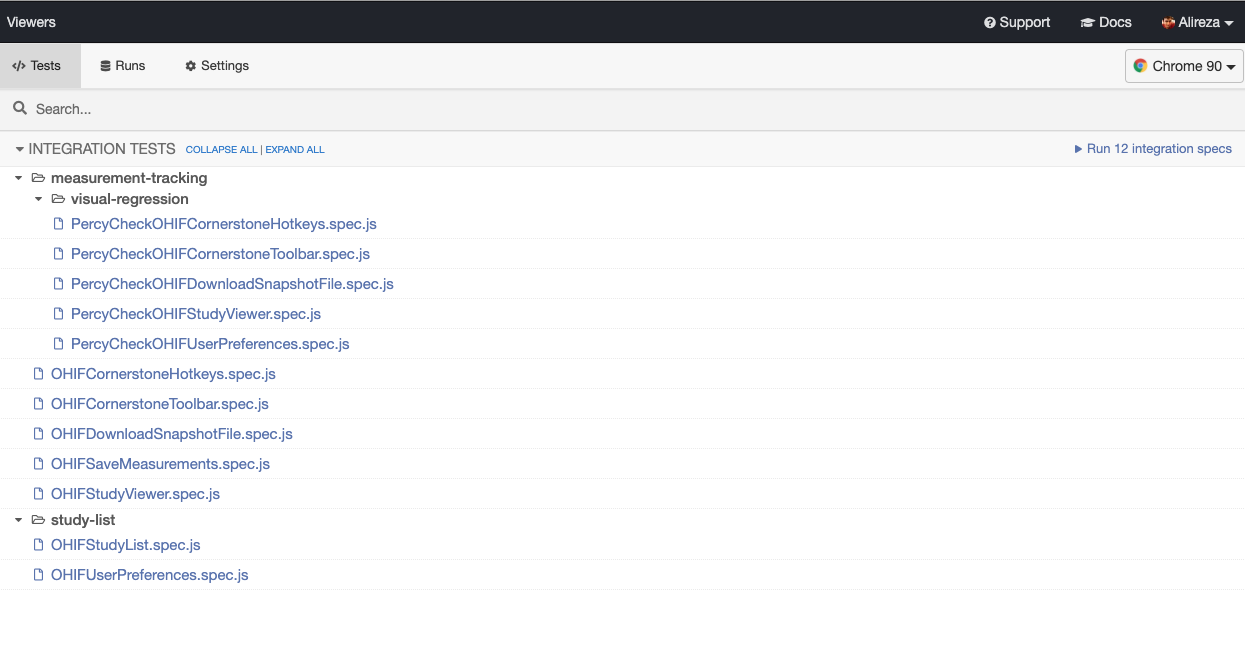 Viewers Support Docs Alireza
Tests Runs Settings Chrome 90
Search...
INTEGRATION TESTS COLLAPSE ALL | EXPAND ALL Run 12 integration specs
measurement-tracking
visual-regression
PercyCheckOHIFCornerstoneHotkeys.spec.js
PercyCheckOHIFCornerstoneToolbar.spec.js
PercyCheckOHIFDownloadSnapshotFile.spec.js
PercyCheckOHIFStudyViewer.spec.js
PercyCheckOHIFUserPreferences.spec.js
OHIFCornerstoneHotkeys.spec.js
OHIFCornerstoneToolbar.spec.js
OHIFDownloadSnapshotFile.spec.js
OHIFSaveMeasurements.spec.js
OHIFStudyViewer.spec.js
study-list
OHIFStudyList.spec.js
OHIFUserPreferences.spec.js